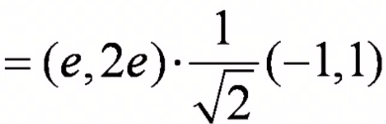 = (e, 2e) · 1/√2 (−1, 1)